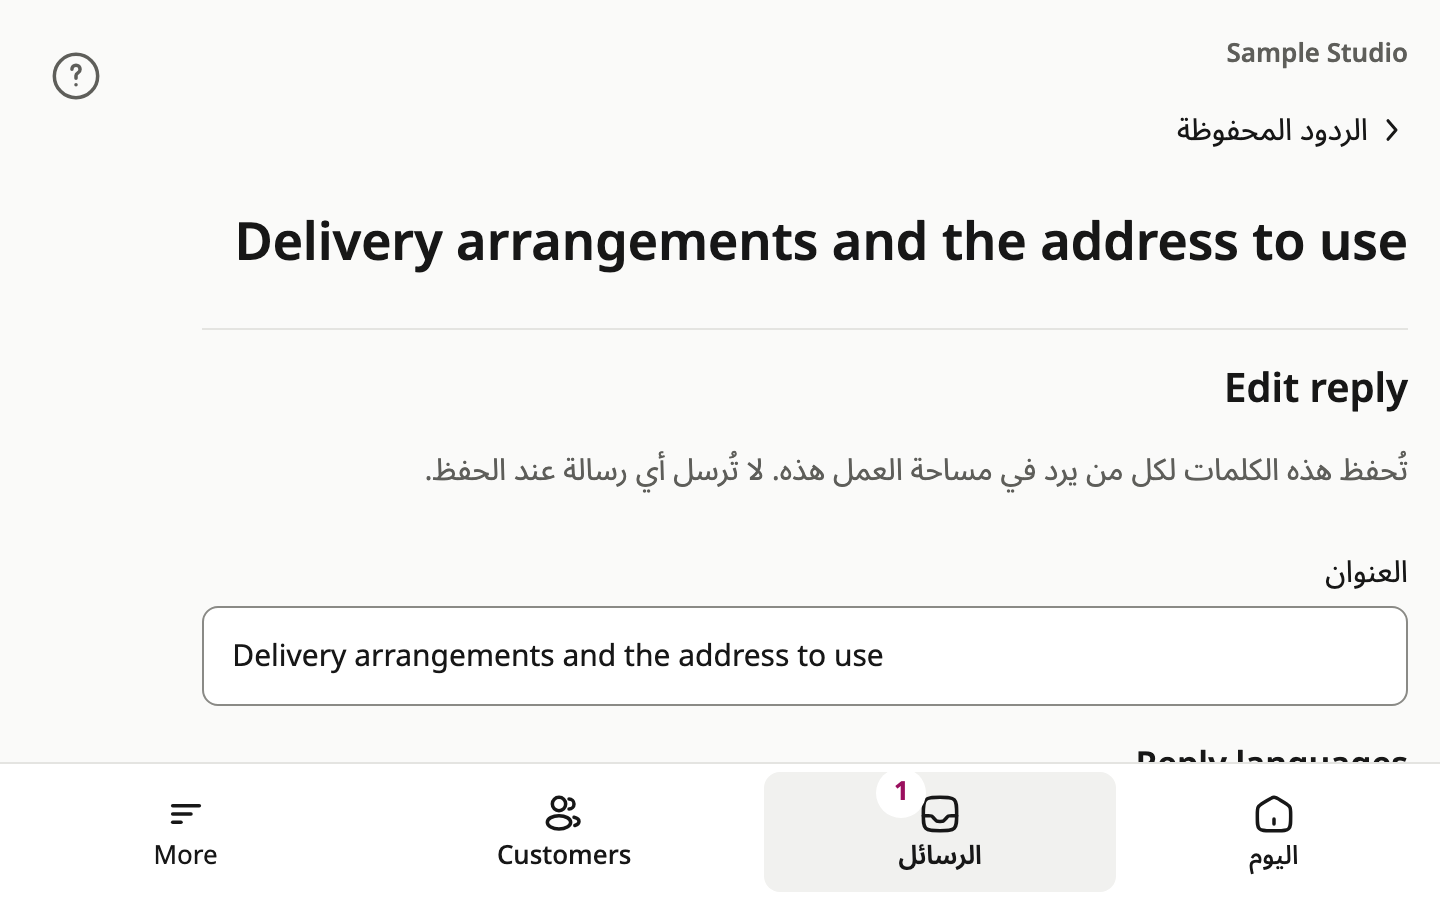 Sample Studio
الردود المحفوظة
Delivery arrangements and the address to use
Edit reply
تُحفظ هذه الكلمات لكل من يرد في مساحة العمل هذه. لا تُرسل أي رسالة عند الحفظ.
العنوان
Delivery arrangements and the address to use
Reply languages
اليوم
1
الرسائل
Customers
More